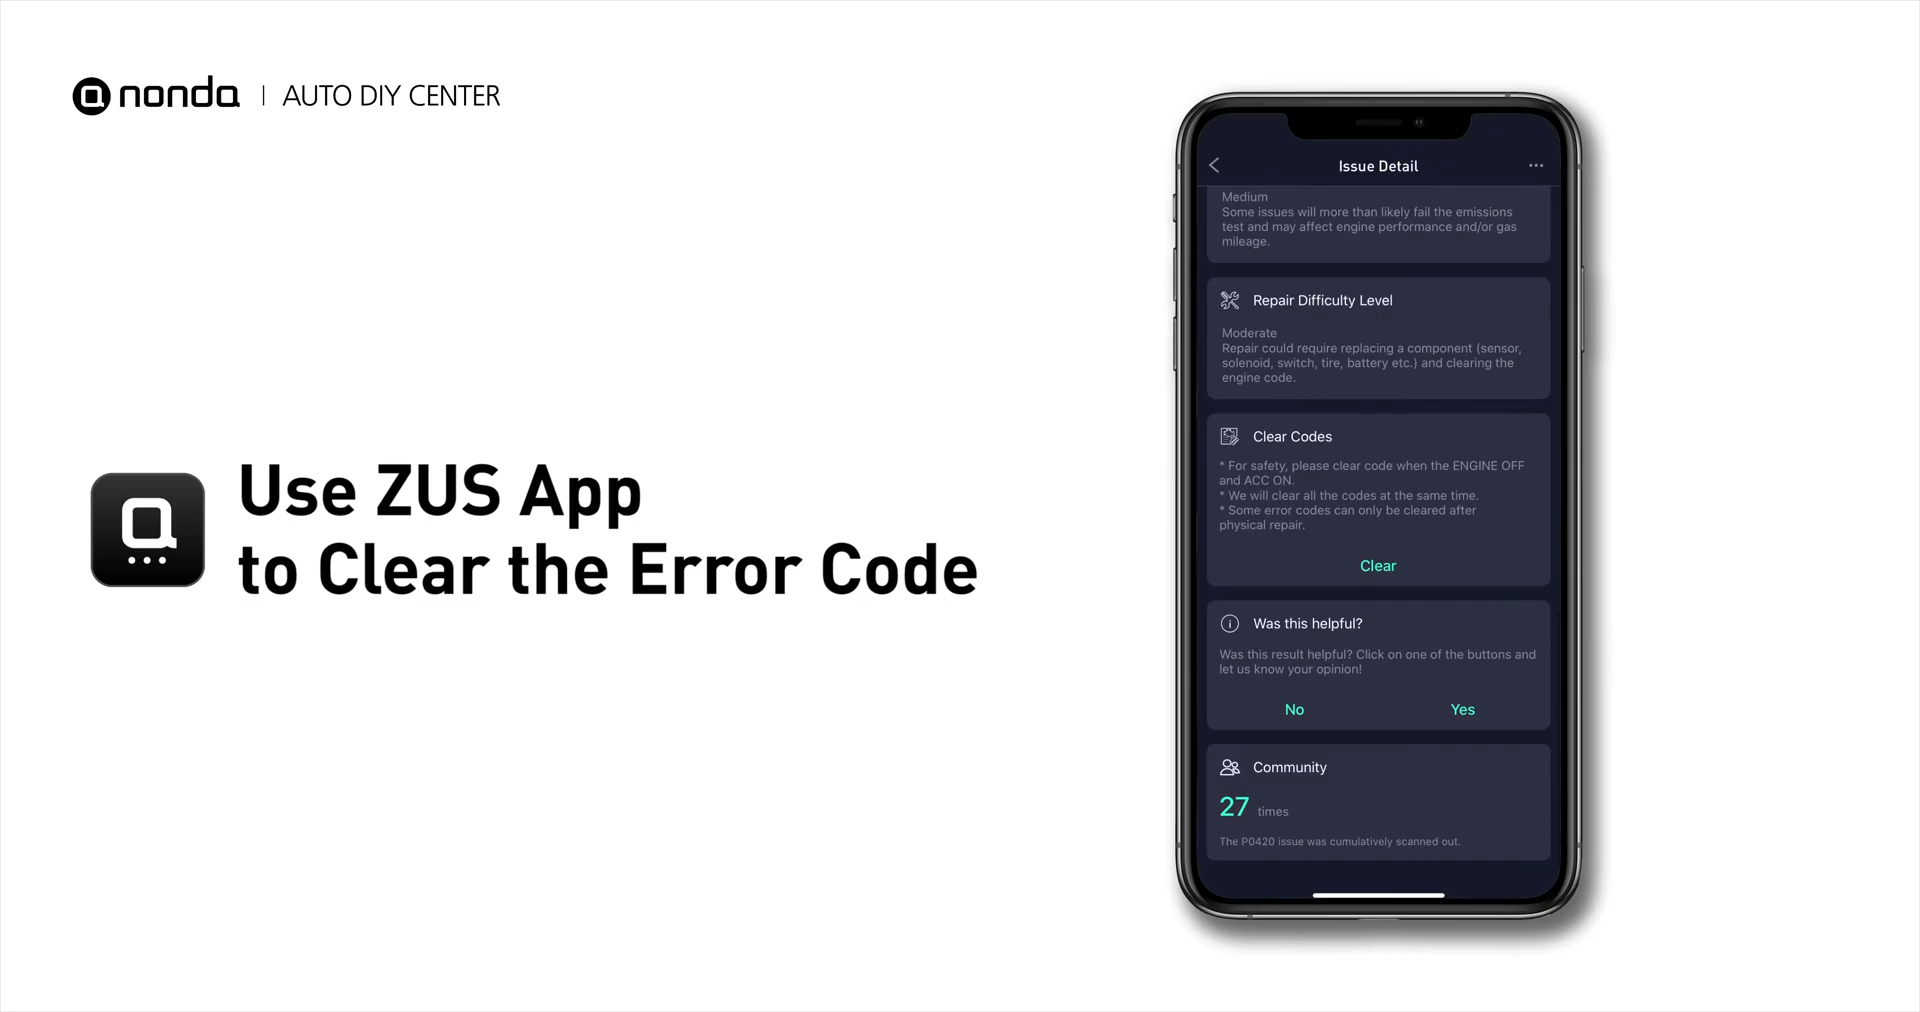 nonda | AUTO DIY CENTER
Use ZUS App
to Clear the Error Code
Issue Detail
Medium
Some issues will more than likely fail the emissions
test and may affect engine performance and/or gas
mileage.
Repair Difficulty Level
Moderate
Repair could require replacing a component (sensor,
solenoid, switch, tire, battery etc.) and clearing the
engine code.
Clear Codes
* For safety, please clear code when the ENGINE OFF
and ACC ON.
* We will clear all the codes at the same time.
* Some error codes can only be cleared after
physical repair.
Clear
Was this helpful?
Was this result helpful? Click on one of the buttons and
let us know your opinion!
No Yes
Community
27 times
The P0420 issue was cumulatively scanned out.